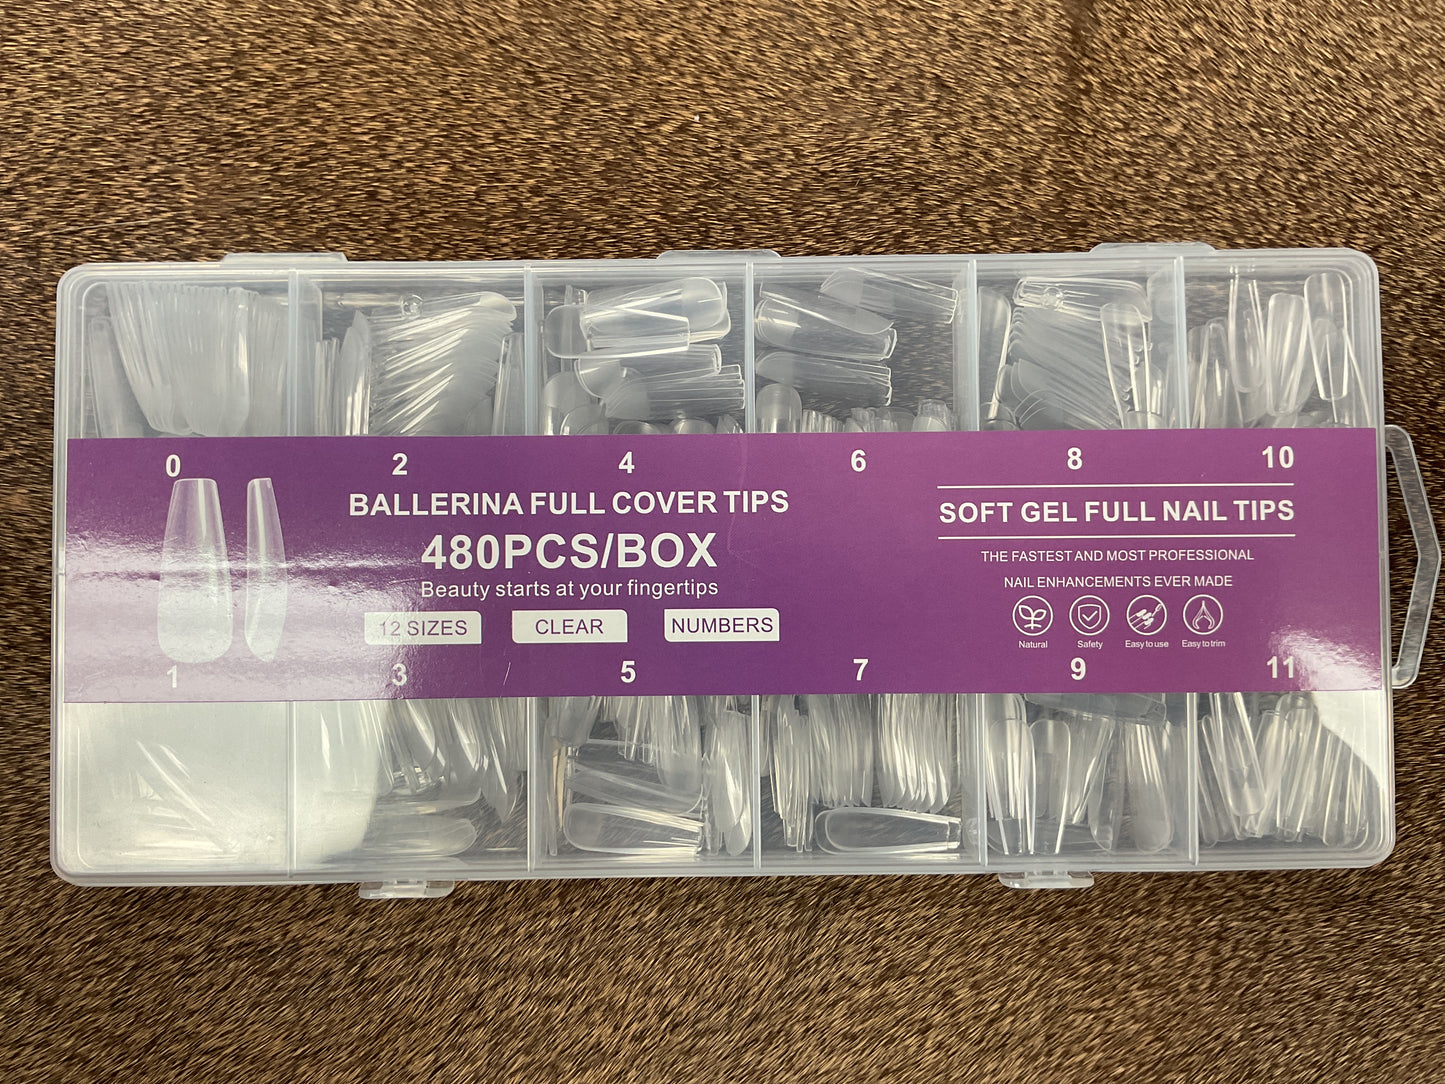 0 2 4 6 8 10
BALLERINA FULL COVER TIPS
480PCS/BOX
Beauty starts at your fingertips
12 SIZES
CLEAR
NUMBERS
SOFT GEL FULL NAIL TIPS
THE FASTEST AND MOST PROFESSIONAL
NAIL ENHANCEMENTS EVER MADE
Natural
Safety
Easy to use
Easy to trim
1 3 5 7 9 11